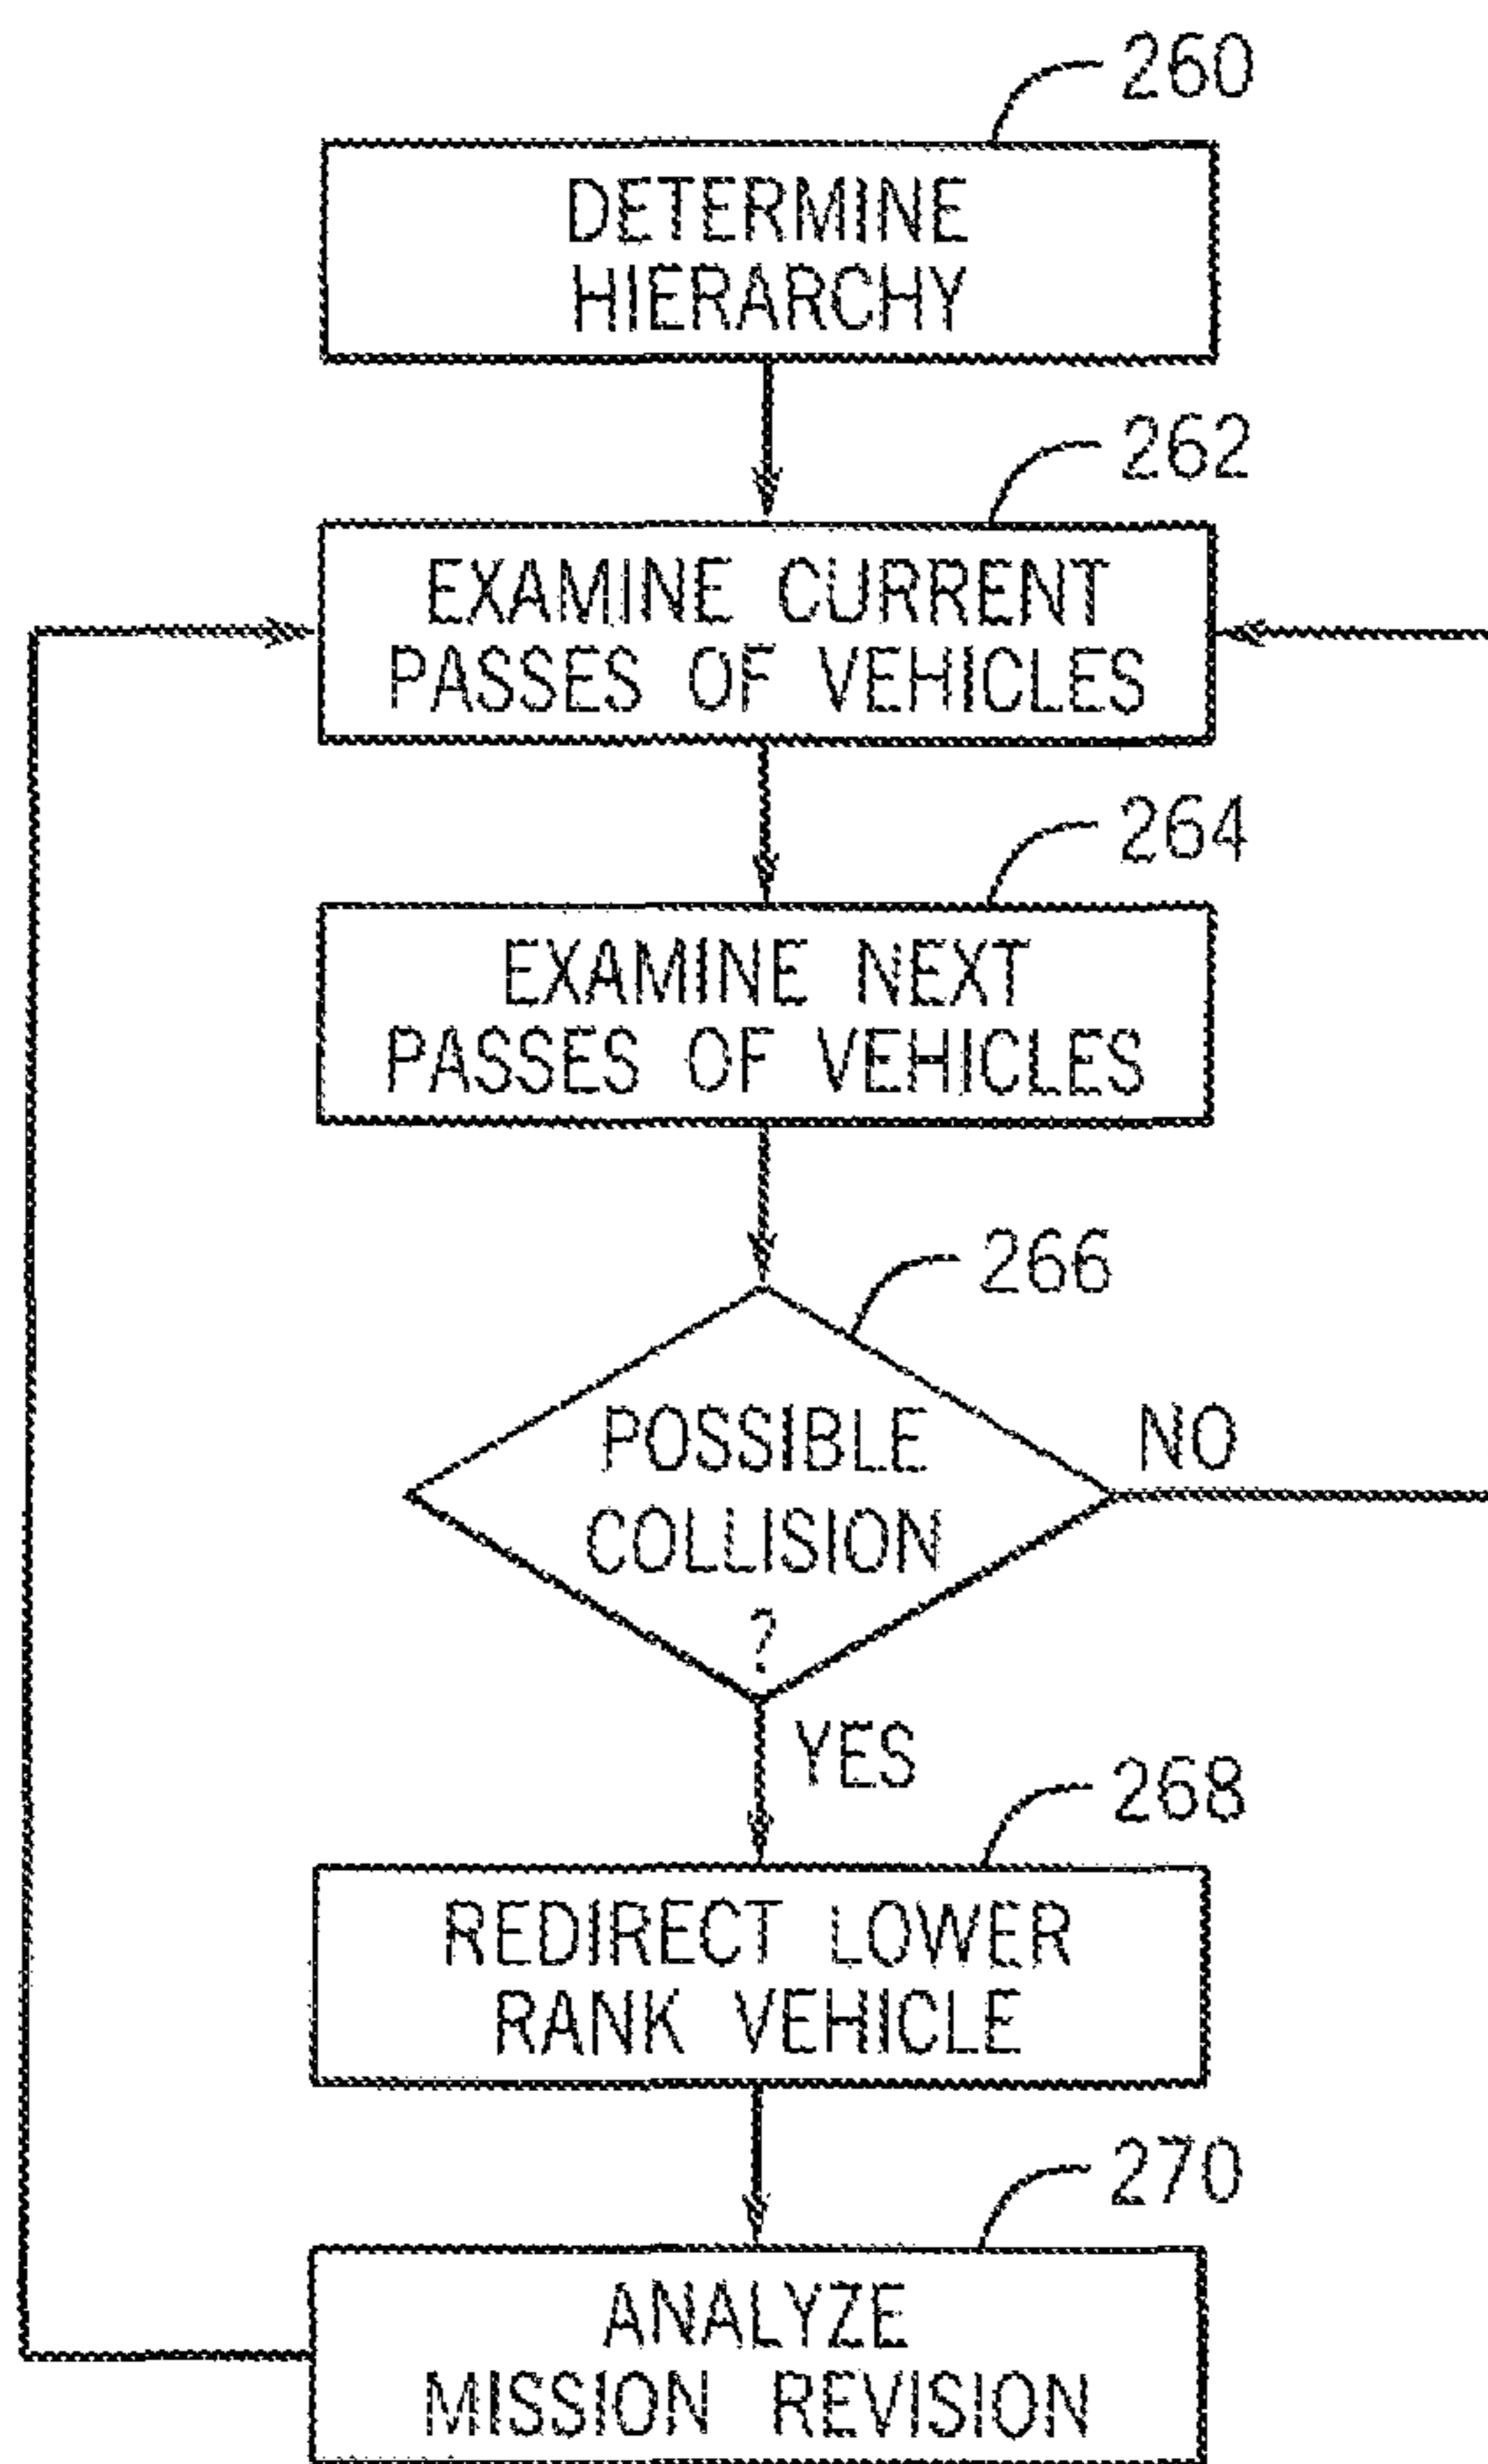 260
DETERMINE
HIERARCHY
262
EXAMINE CURRENT
PASSES OF VEHICLES
264
EXAMINE NEXT
PASSES OF VEHICLES
266
POSSIBLE
COLLISION
?
NO
YES
268
REDIRECT LOWER
RANK VEHICLE
270
ANALYZE
MISSION REVISION